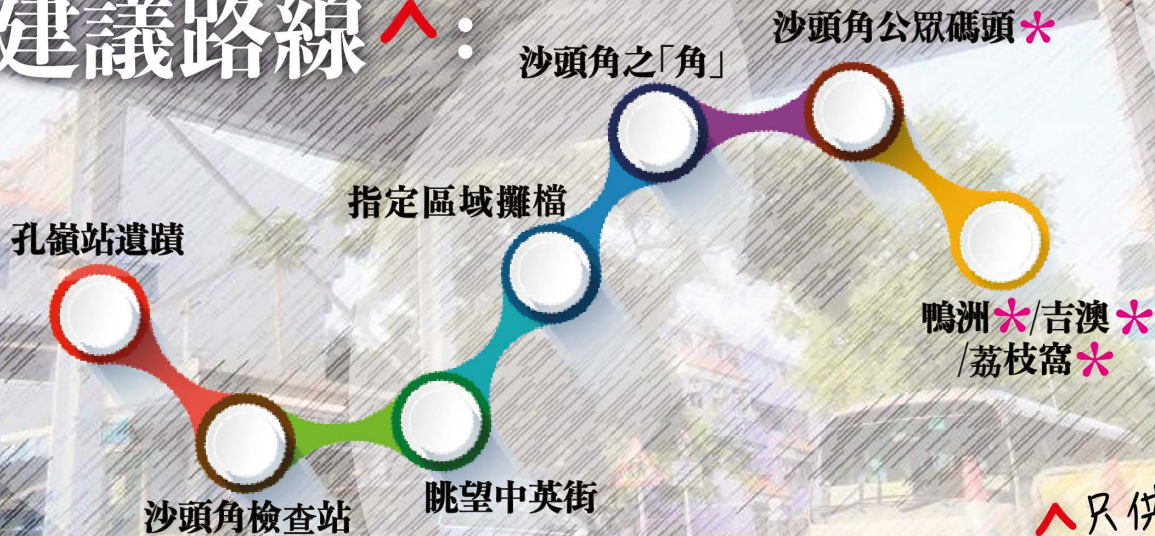 建議路線^：
沙頭角公眾碼頭*
沙頭角之「角」
指定區域攤檔
孔嶺站遺蹟
鴨洲*/吉澳*
/荔枝窩*
眺望中英街
沙頭角檢查站
^只供